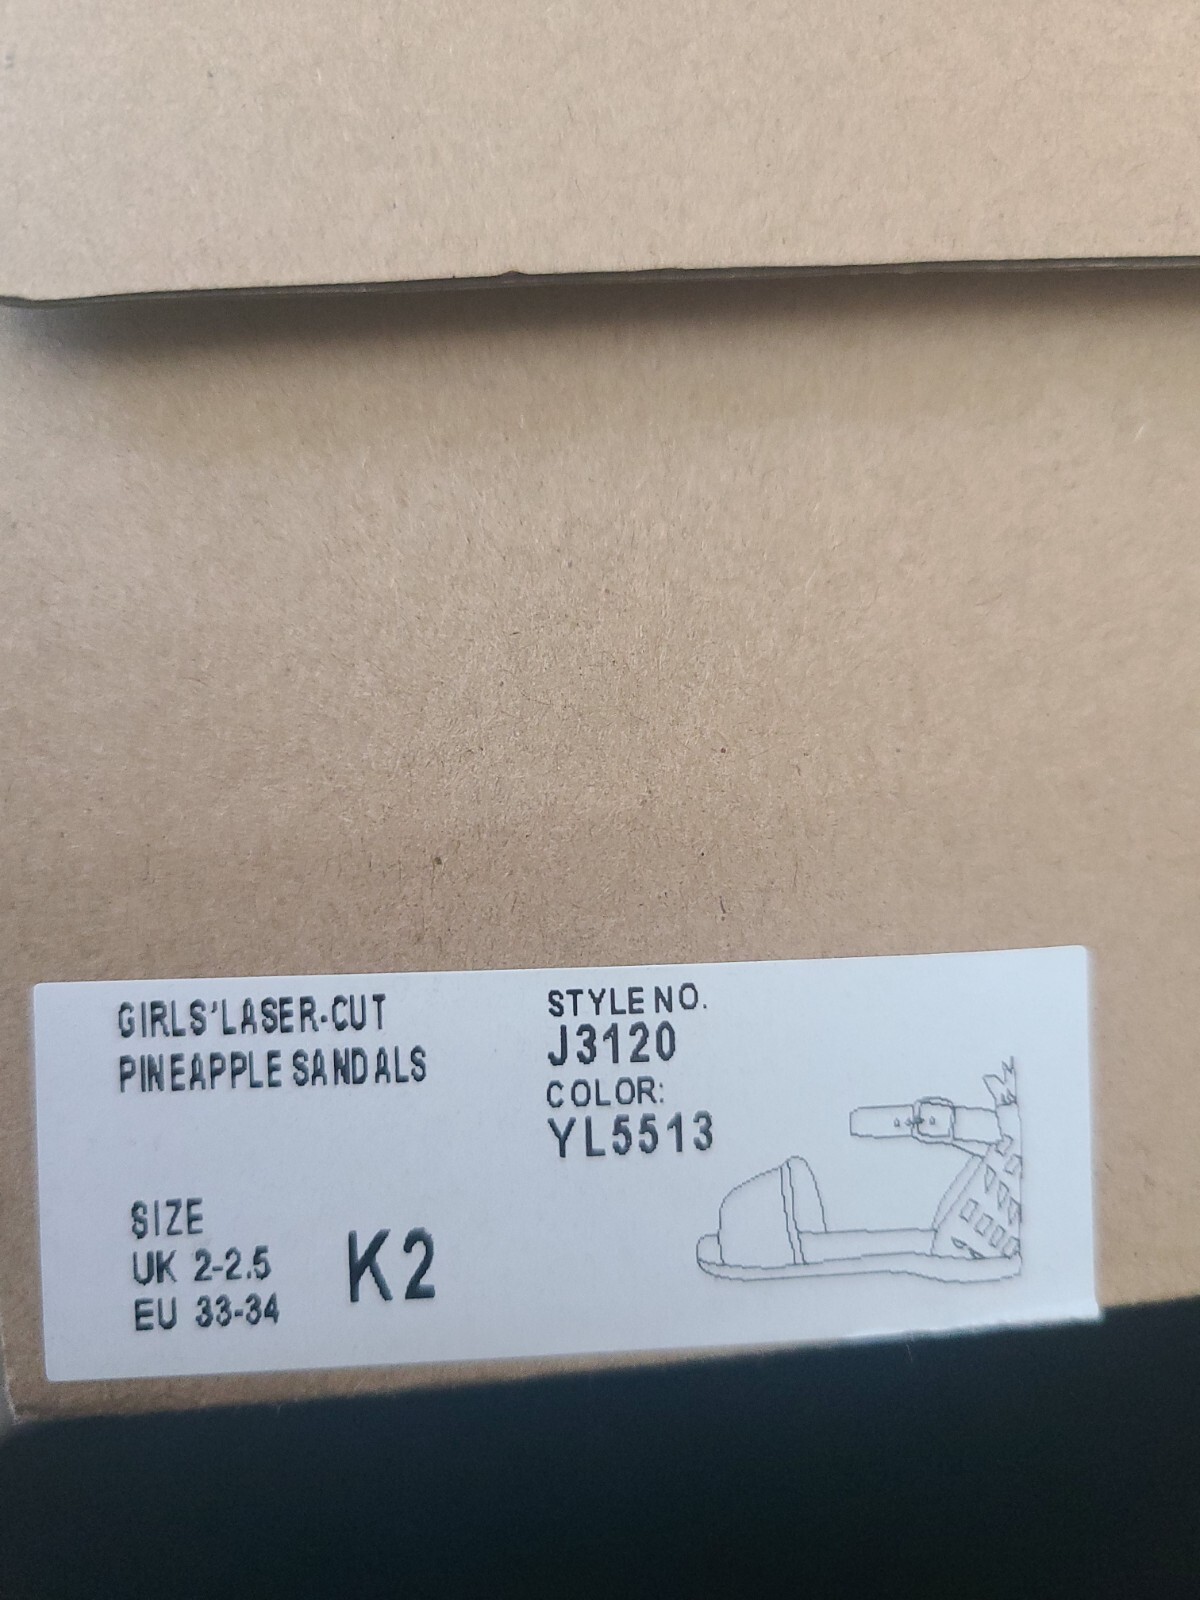 GIRLS'LASER-CUT
PINEAPPLE SANDALS
STYLE NO.
J3120
COLOR:
YL5513
SIZE
UK 2-2.5
EU 33-34
K2